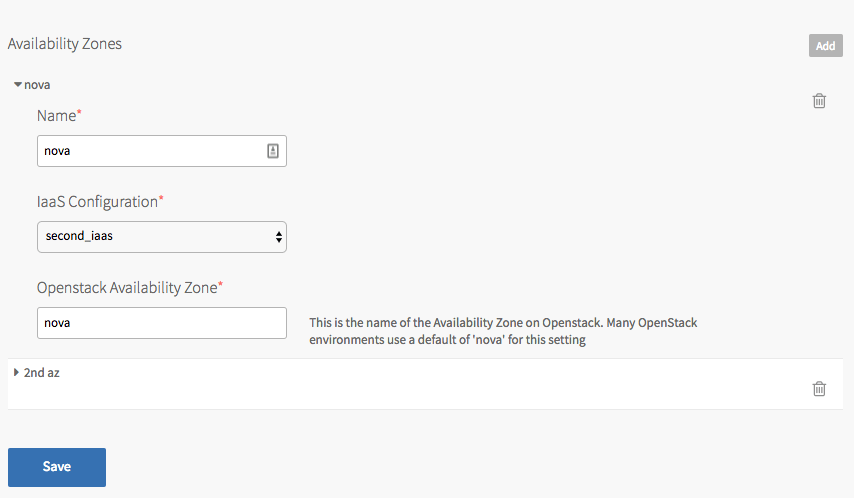 Availability Zones
Add
nova
Name*
nova
IaaS Configuration*
second_iaas
Openstack Availability Zone*
nova
This is the name of the Availability Zone on Openstack. Many OpenStack
environments use a default of 'nova' for this setting
2nd az
Save